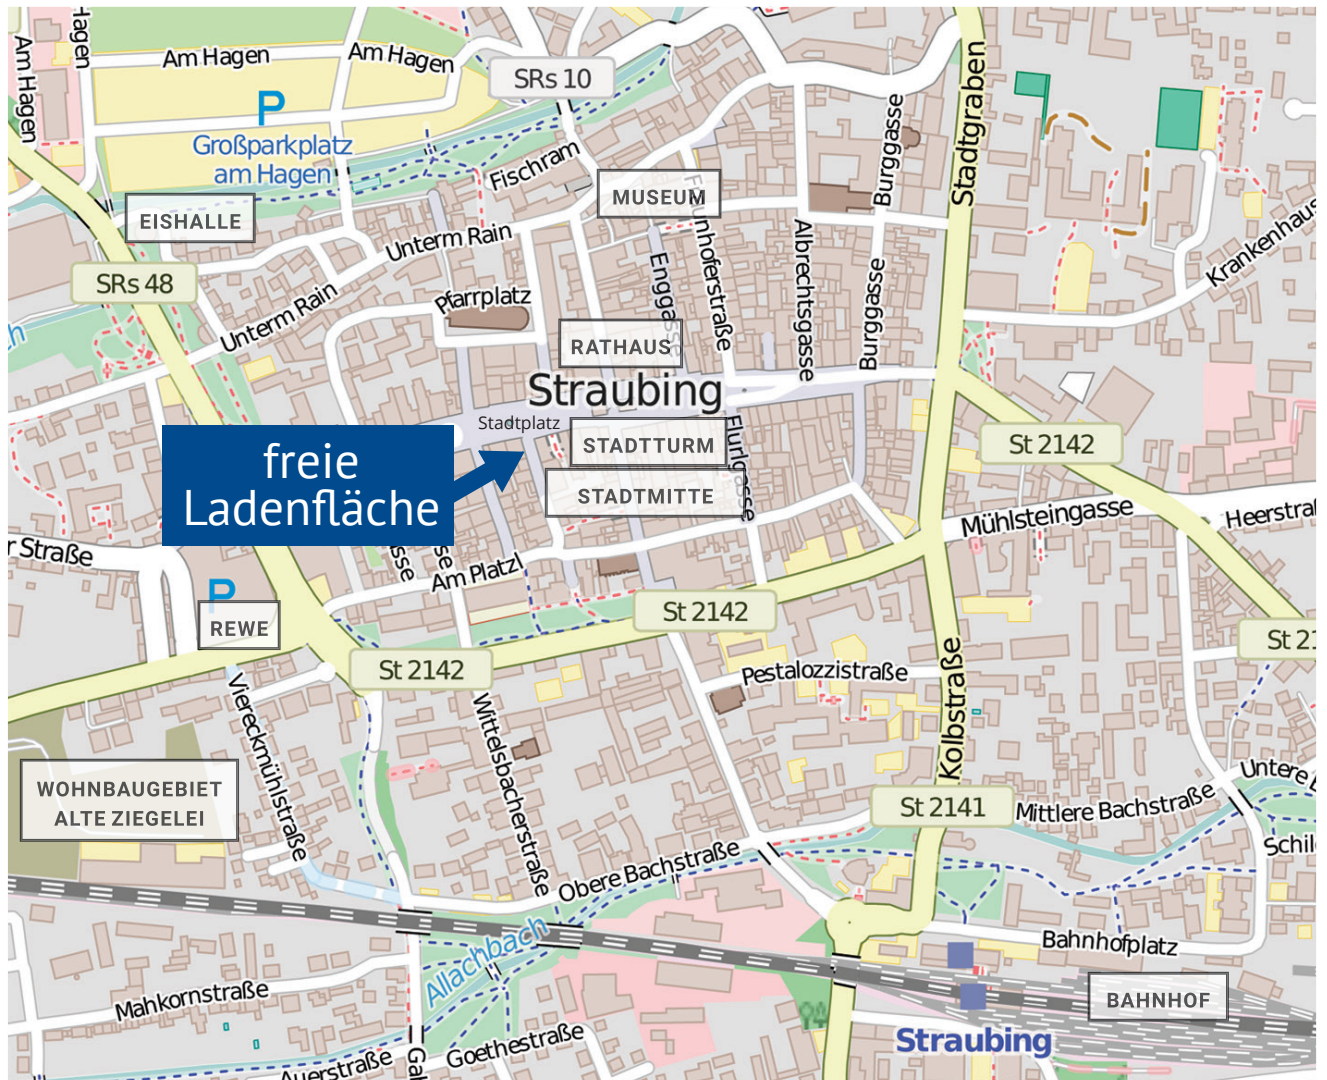 Am Hagen
Hagen
Am Hagen
Am Hagen
SRs 10
P
Großparkplatz
am Hagen
Fischram
Burggasse
Stadtgraben
EISHALLE
MUSEUM
Unterm Rain
Krankenhaus
SRs 48
Unterm Rain
Pfarrplatz
Enggasse
Albrechtsgasse
Burggasse
RATHAUS
Straubing
Stadtplatz
STADTTURM
STADTMITTE
freie
Ladenfläche
St 2142
Mühlsteingasse
r Straße
Am Platzl
P
REWE
St 2142
St 2142
Pestalozzistraße
Kolbstraße
Viereckmühlstraße
Wittelsbacherstraße
WOHNBAUGEBIET
ALTE ZIEGELEI
St 2141
Mittlere Bachstraße
Untere
Obere Bachstraße
Allachbach
Bahnhofplatz
BAHNHOF
Mahkornstraße
Straubing
Goethestraße
Auerstraße